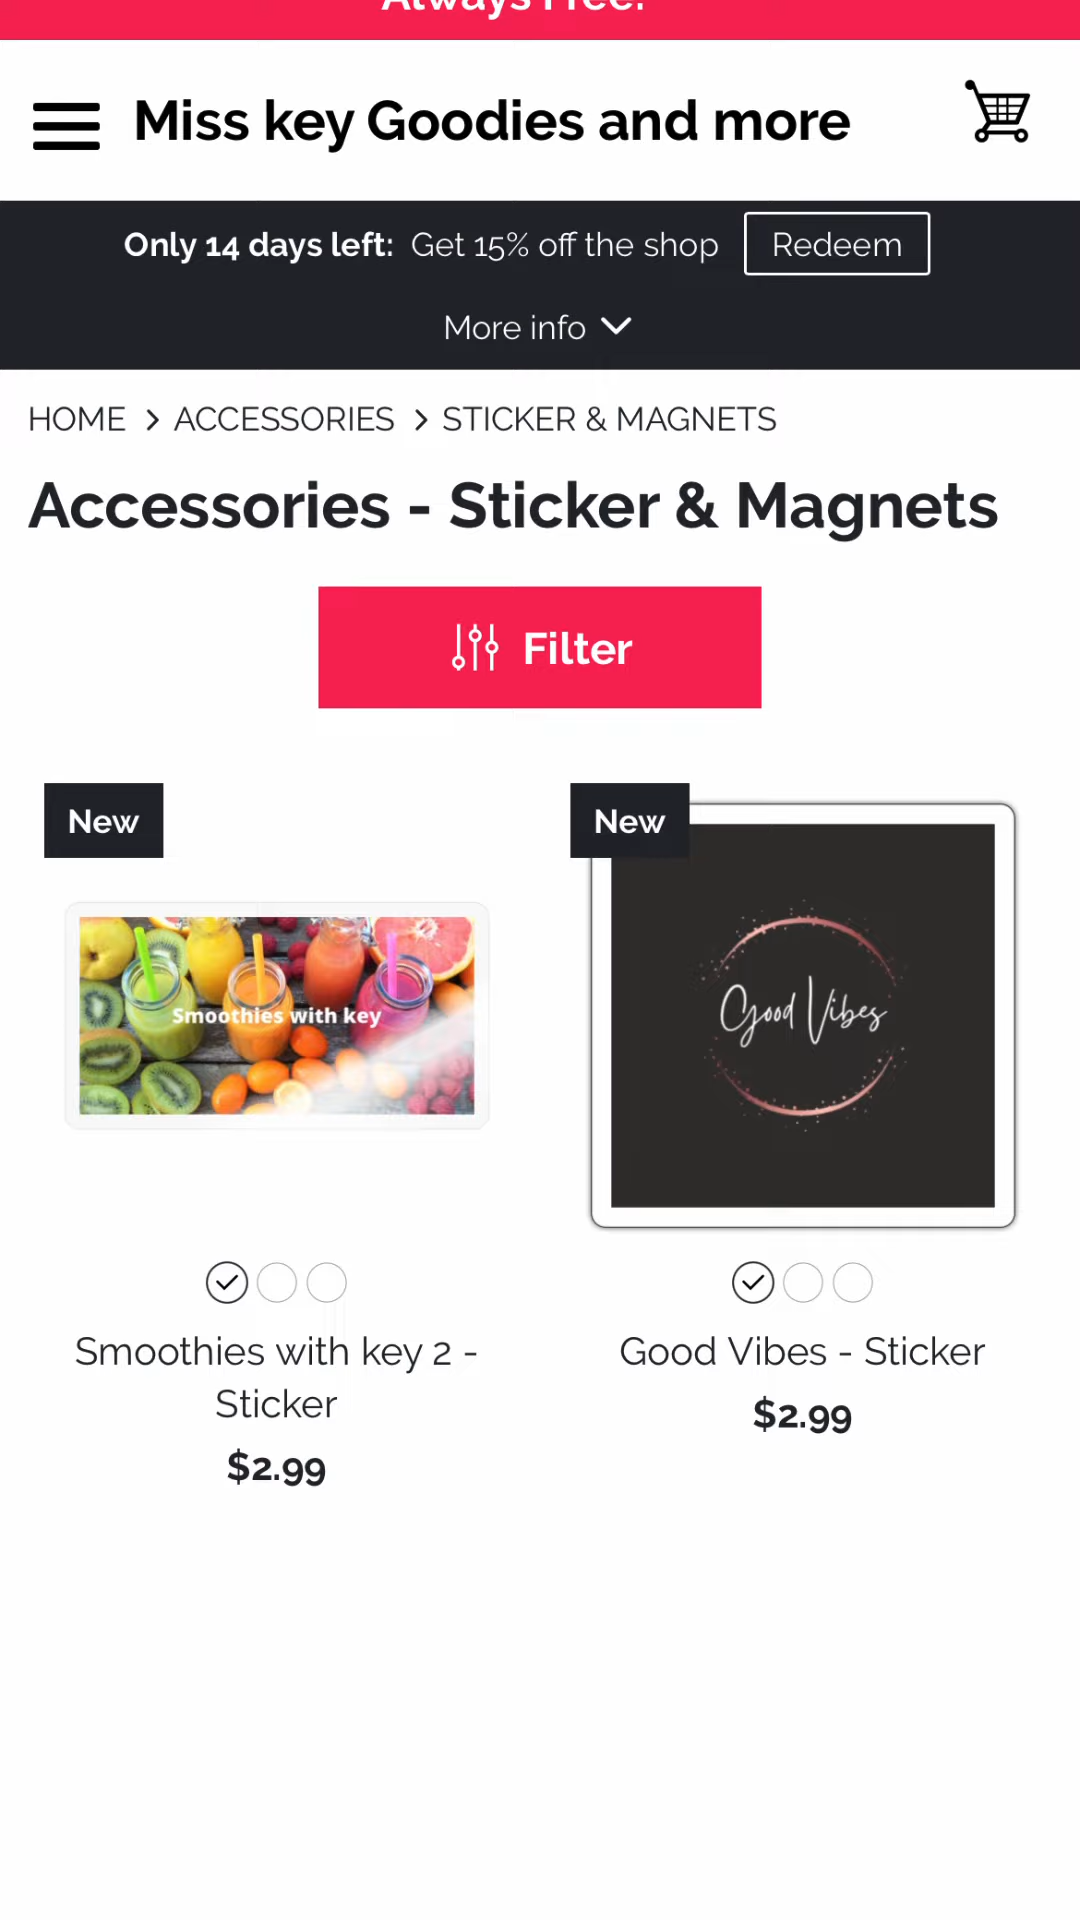 Always Free.
Miss key Goodies and more
Only 14 days left: Get 15% off the shop Redeem
More info
HOME > ACCESSORIES > STICKER & MAGNETS
Accessories - Sticker & Magnets
Filter
New
New
Smoothies with key
Good Vibes
Smoothies with key 2 -
Sticker
$2.99
Good Vibes - Sticker
$2.99